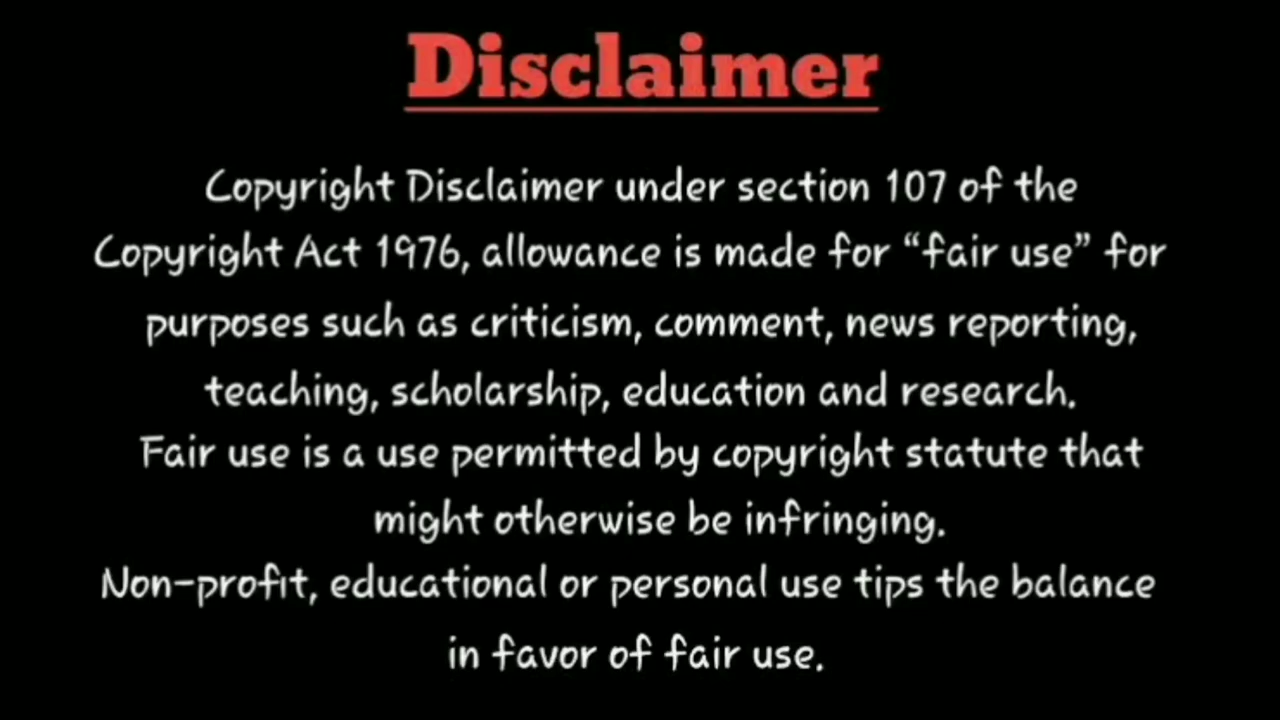 Disclaimer
Copyright Disclaimer under section 107 of the
Copyright Act 1976, allowance is made for “fair use” for
purposes such as criticism, comment, news reporting,
teaching, scholarship, education and research.
Fair use is a use permitted by copyright statute that
might otherwise be infringing.
Non-profit, educational or personal use tips the balance
in favor of fair use.